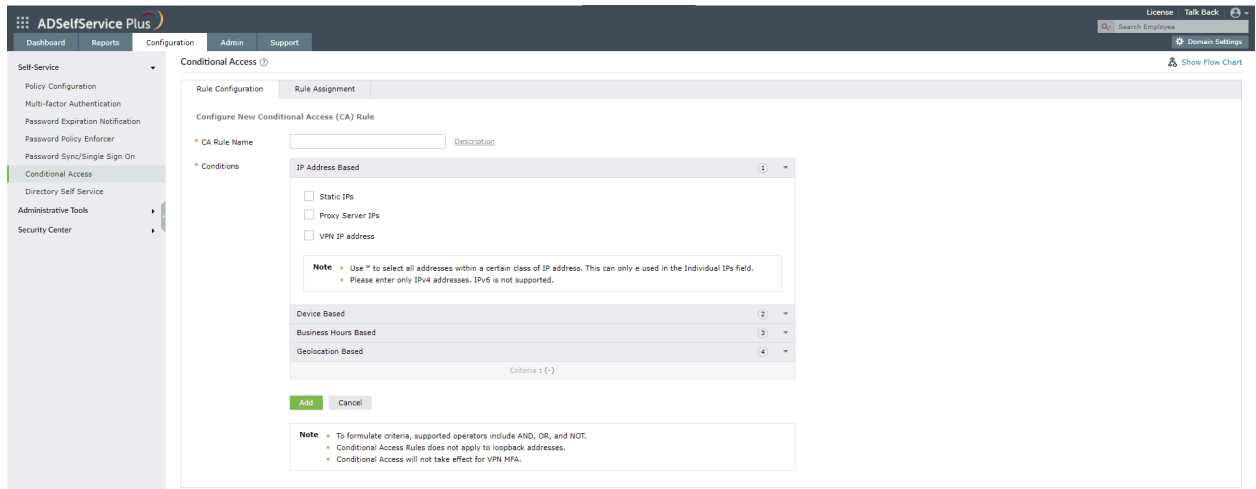 License Talk Back
ADSelfService Plus
Search Employee
Dashboard Reports Configuration Admin Support
Domain Settings
Self-Service
Policy Configuration
Multi-factor Authentication
Password Expiration Notification
Password Policy Enforcer
Password Sync/Single Sign On
Conditional Access
Directory Self Service
Administrative Tools
Security Center
Conditional Access ?
Show Flow Chart
Rule Configuration Rule Assignment
Configure New Conditional Access (CA) Rule
* CA Rule Name Description
* Conditions
IP Address Based 1
Static IPs
Proxy Server IPs
VPN IP address
Note • Use * to select all addresses within a certain class of IP address. This can only e used in the Individual IPs field.
• Please enter only IPv4 addresses. IPv6 is not supported.
Device Based 2
Business Hours Based 3
Geolocation Based 4
Criteria : (-)
Add Cancel
Note • To formulate criteria, supported operators include AND, OR, and NOT.
• Conditional Access Rules does not apply to loopback addresses.
• Conditional Access will not take effect for VPN MFA.